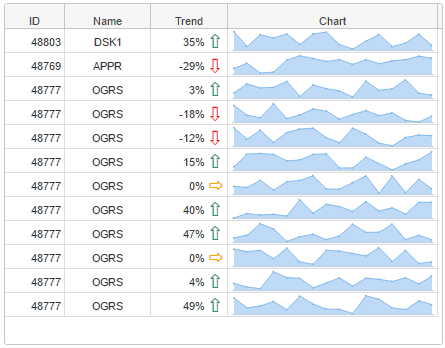 ID Name Trend Chart
48803 DSK1 35%
48769 APPR -29%
48777 OGRS 3%
48777 OGRS -18%
48777 OGRS -12%
48777 OGRS 15%
48777 OGRS 0%
48777 OGRS 40%
48777 OGRS 47%
48777 OGRS 0%
48777 OGRS 4%
48777 OGRS 49%